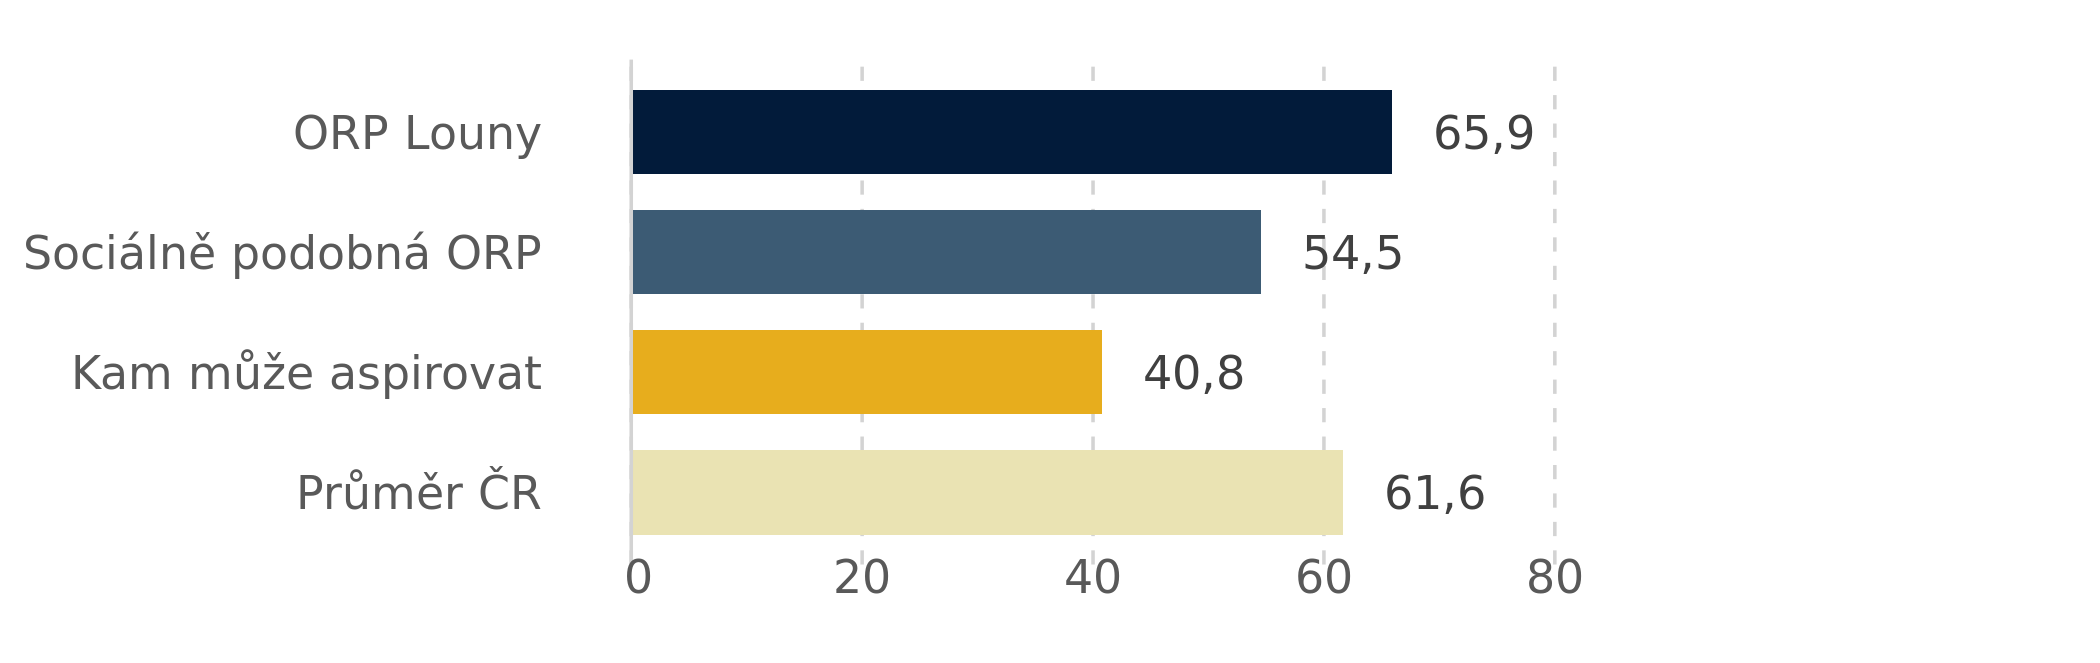 ORP Louny 65,9
Sociálně podobná ORP 54,5
Kam může aspirovat 40,8
Průměr ČR 61,6
0 20 40 60 80